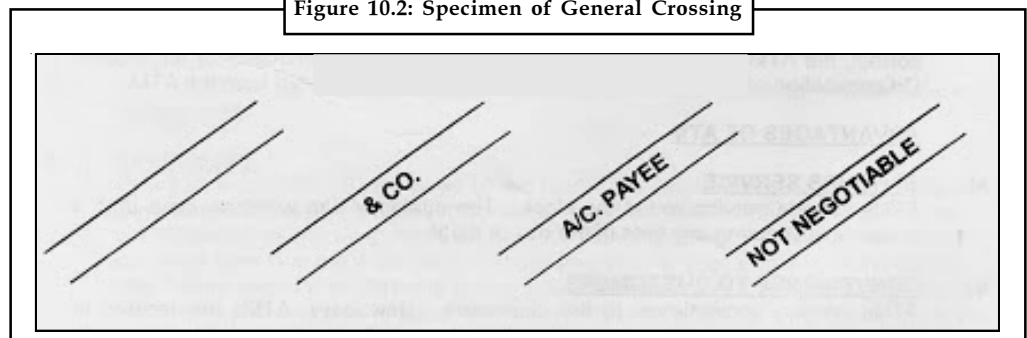 Figure 10.2: Specimen of General Crossing
& CO.
A/C. PAYEE
NOT NEGOTIABLE